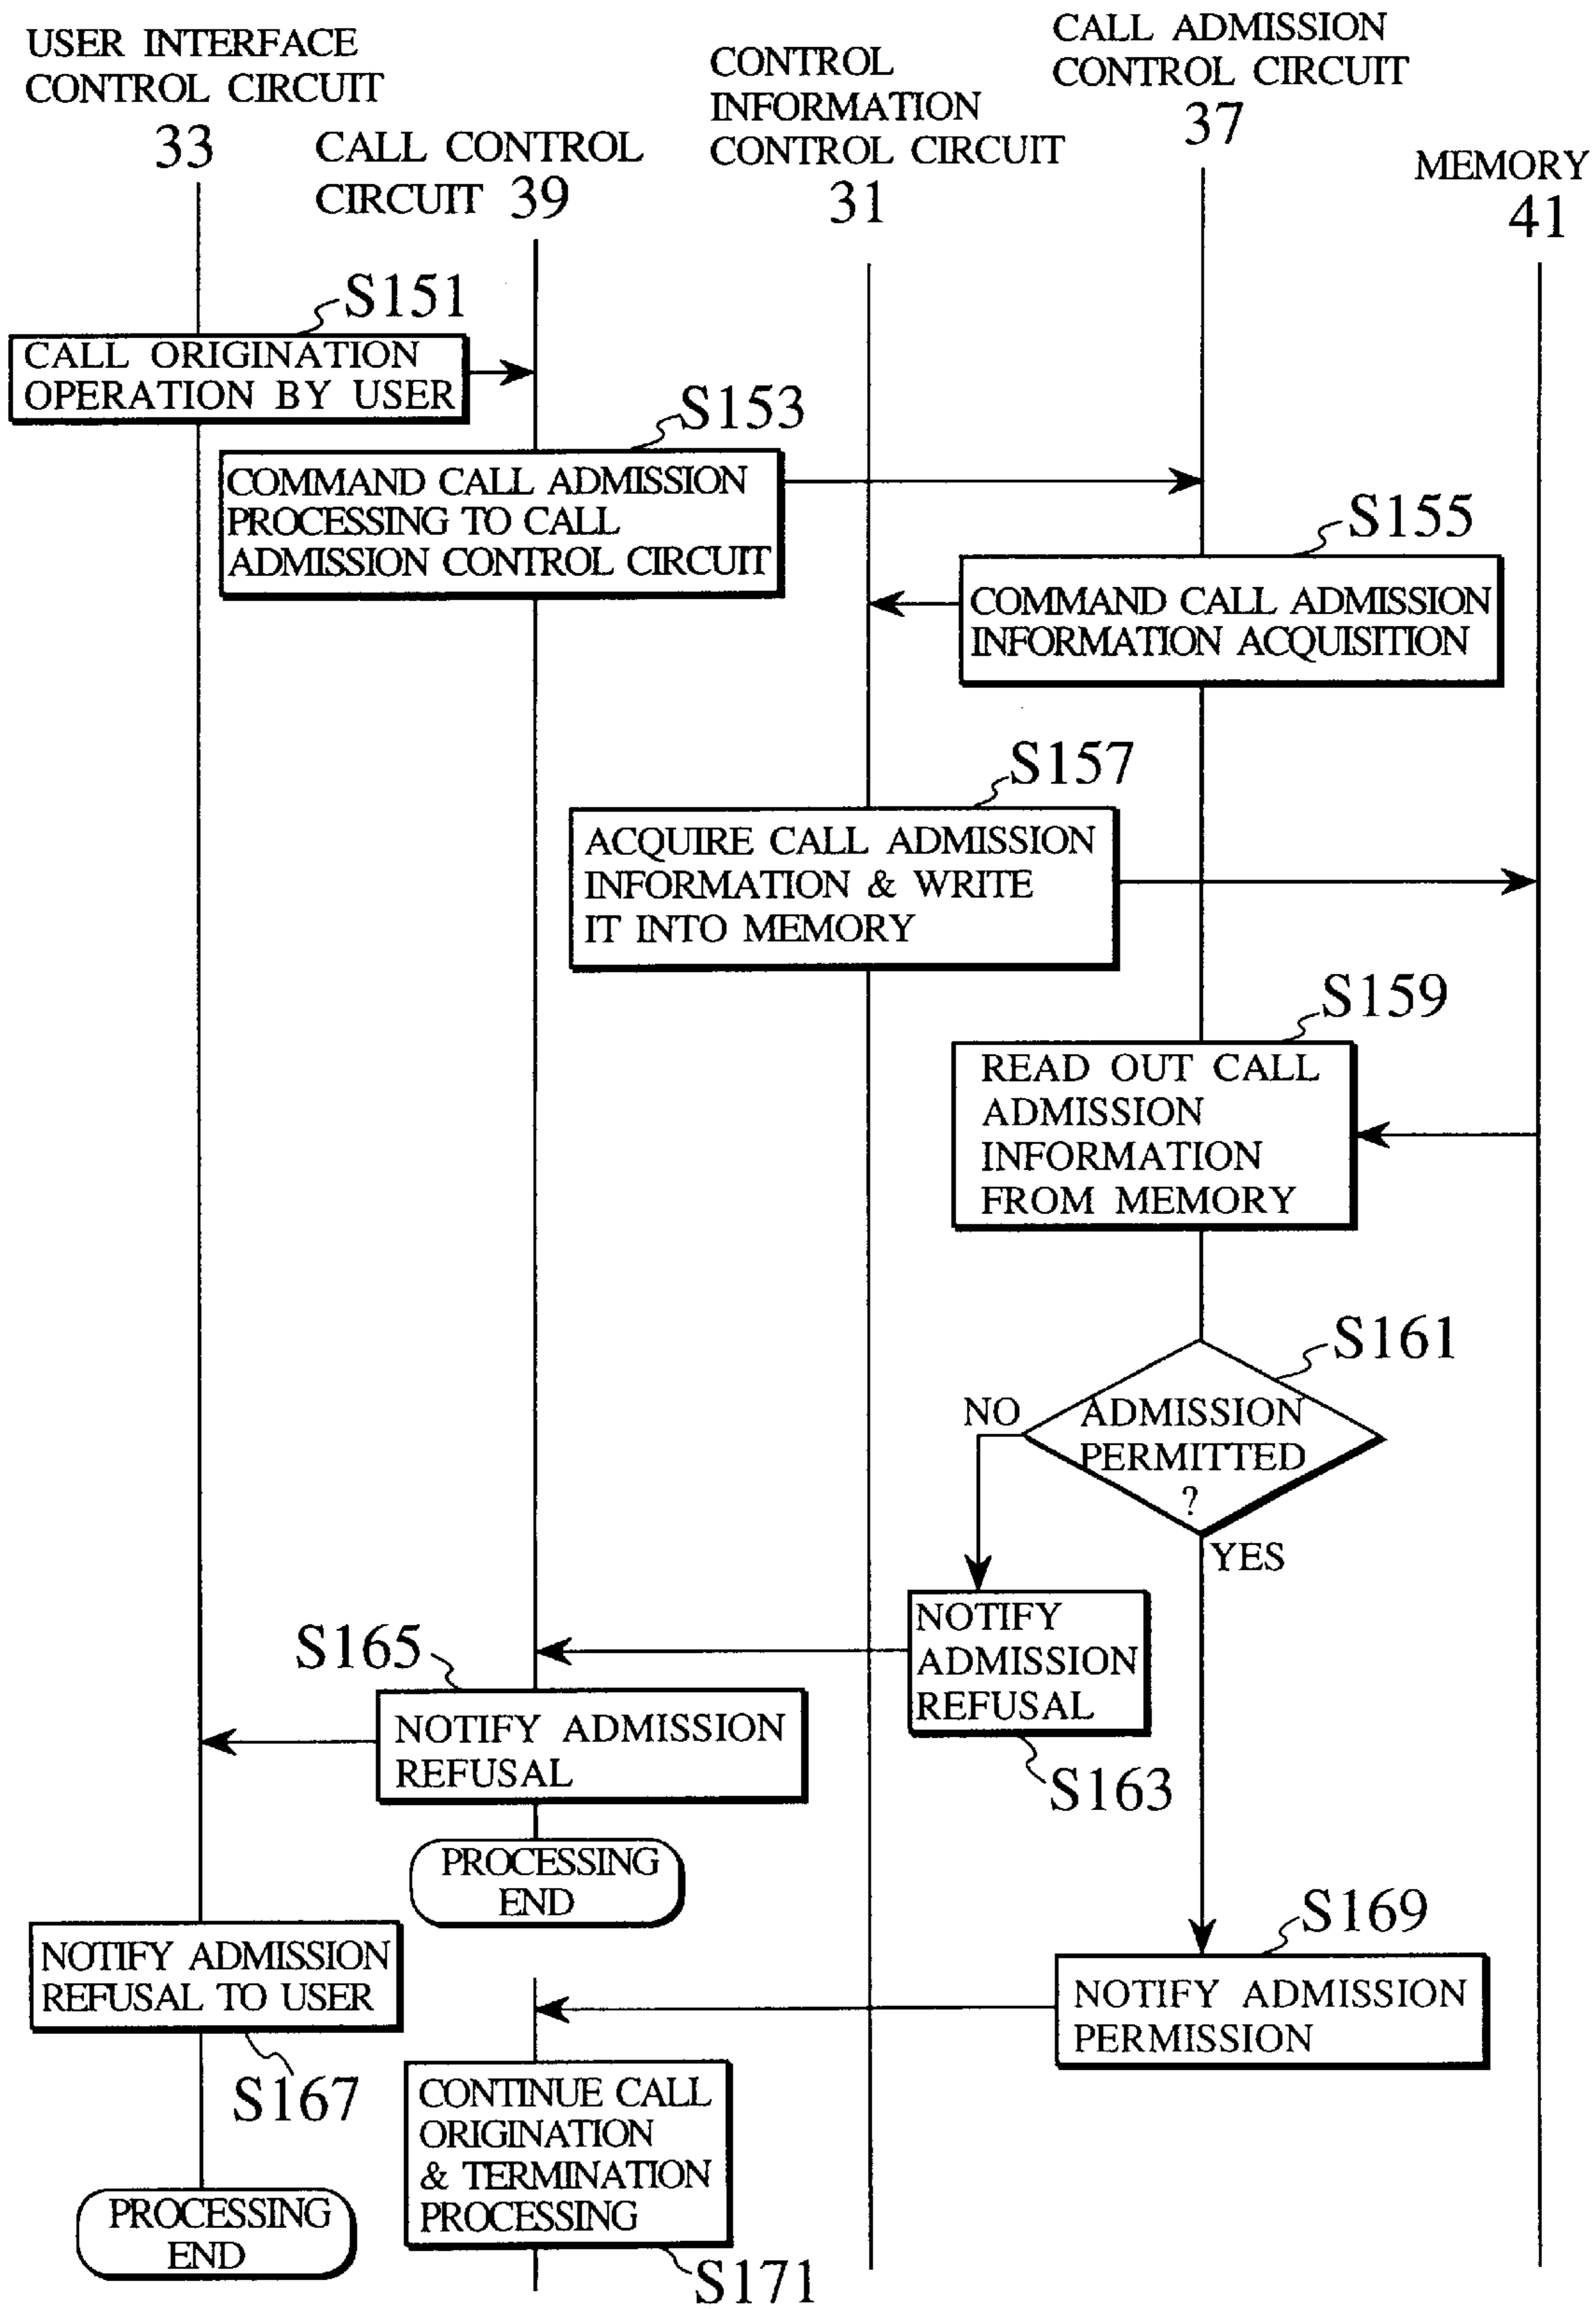 USER INTERFACE
CONTROL CIRCUIT
33
CALL CONTROL
CIRCUIT 39
CONTROL
INFORMATION
CONTROL CIRCUIT
31
CALL ADMISSION
CONTROL CIRCUIT
37
MEMORY
41
S151
CALL ORIGINATION
OPERATION BY USER
S153
COMMAND CALL ADMISSION
PROCESSING TO CALL
ADMISSION CONTROL CIRCUIT
S155
COMMAND CALL ADMISSION
INFORMATION ACQUISITION
S157
ACQUIRE CALL ADMISSION
INFORMATION & WRITE
IT INTO MEMORY
S159
READ OUT CALL
ADMISSION
INFORMATION
FROM MEMORY
S161
ADMISSION
PERMITTED
?
NO
YES
NOTIFY
ADMISSION
REFUSAL
S163
S165
NOTIFY ADMISSION
REFUSAL
PROCESSING
END
NOTIFY ADMISSION
REFUSAL TO USER
S167
PROCESSING
END
S169
NOTIFY ADMISSION
PERMISSION
CONTINUE CALL
ORIGINATION
& TERMINATION
PROCESSING
S171